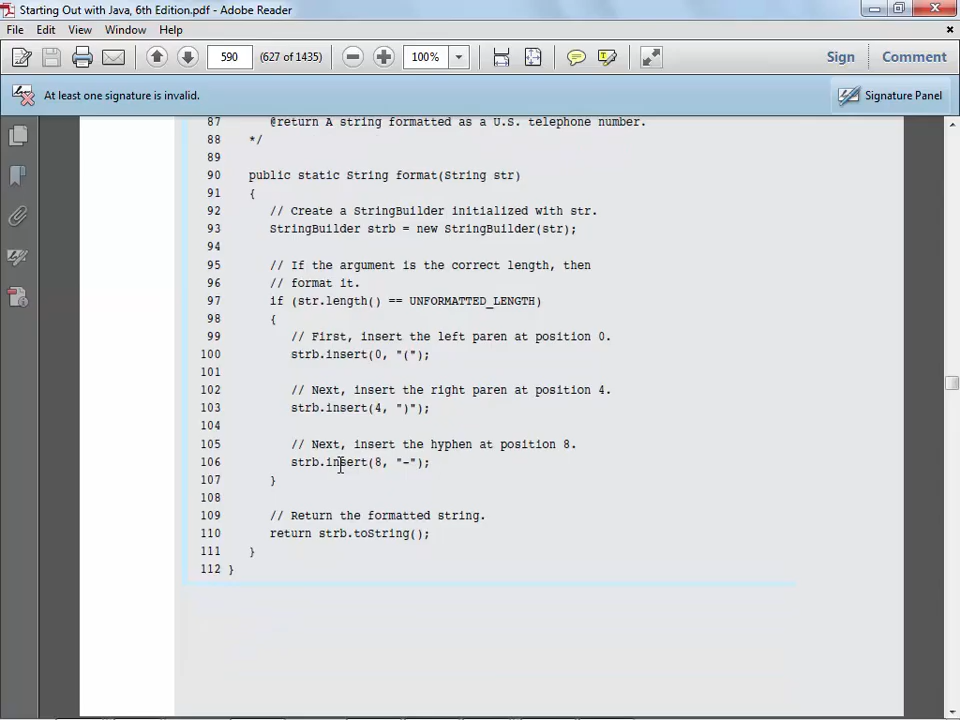 Starting Out with Java, 6th Edition.pdf - Adobe Reader
File Edit View Window Help
590 (627 of 1435) 100% Sign Comment
At least one signature is invalid. Signature Panel
87 @return A string formatted as a U.S. telephone number.
88 */
89
90 public static String format(String str)
91 {
92 // Create a StringBuilder initialized with str.
93 StringBuilder strb = new StringBuilder(str);
94
95 // If the argument is the correct length, then
96 // format it.
97 if (str.length() == UNFORMATTED_LENGTH)
98 {
99 // First, insert the left paren at position 0.
100 strb.insert(0, "(");
101
102 // Next, insert the right paren at position 4.
103 strb.insert(4, ")");
104
105 // Next, insert the hyphen at position 8.
106 strb.insert(8, "-");
107 }
108
109 // Return the formatted string.
110 return strb.toString();
111 }
112 }